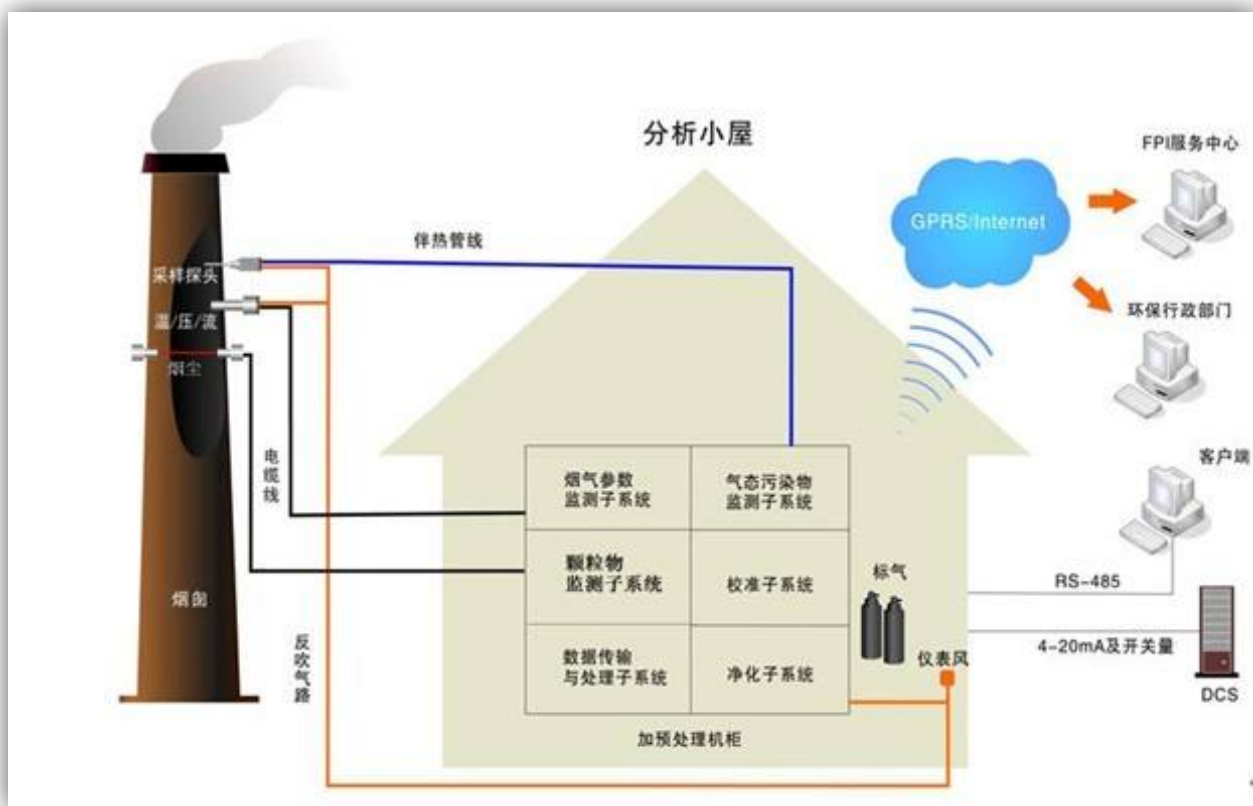 分析小屋
FPI服务中心
GPRS/Internet
伴热管线
采样探头
温/压/流
环保行政部门
烟尘
电缆线
客户端
烟气参数
监测子系统
气态污染物
监测子系统
颗粒物
监测子系统
校准子系统
标气
RS-485
烟囱
反吹气路
数据传输
与处理子系统
净化子系统
仪表风
4-20mA及开关量
DCS
加预处理机柜